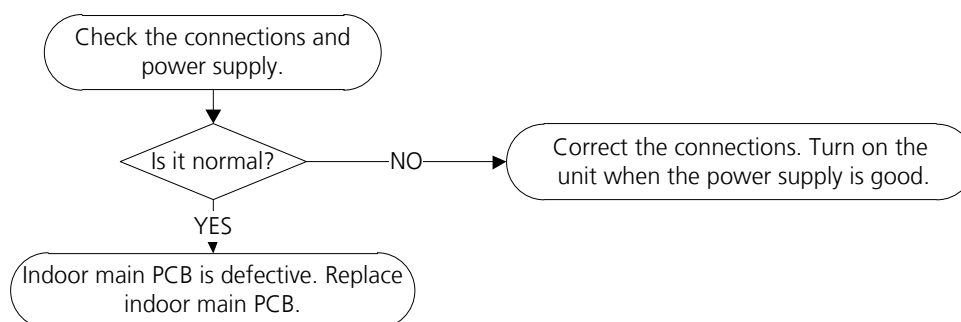 Check the connections and
power supply.
Is it normal?
NO
Correct the connections. Turn on the
unit when the power supply is good.
YES
Indoor main PCB is defective. Replace
indoor main PCB.